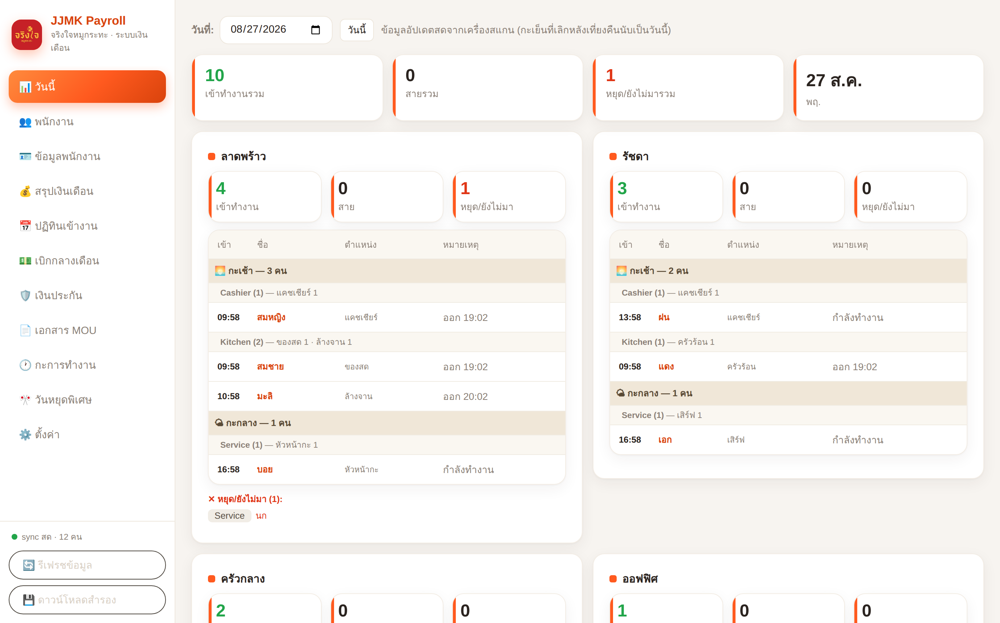 จริงใจ
หมูกระทะ
JJMK Payroll
จริงใจหมูกระทะ · ระบบเงิน
เดือน
📊 วันนี้
👥 พนักงาน
🪪 ข้อมูลพนักงาน
💰 สรุปเงินเดือน
📅 ปฏิทินเข้างาน
💵 เบิกกลางเดือน
🛡️ เงินประกัน
📄 เอกสาร MOU
🕐 กะการทำงาน
🎌 วันหยุดพิเศษ
⚙️ ตั้งค่า
sync สด · 12 คน
🔄 รีเฟรชข้อมูล
💾 ดาวน์โหลดสำรอง
วันที่: 08/27/2026 วันนี้ ข้อมูลอัปเดตสดจากเครื่องสแกน (กะเย็นที่เลิกหลังเที่ยงคืนนับเป็นวันนี้)
10
เข้าทำงานรวม
0
สายรวม
1
หยุด/ยังไม่มารวม
27 ส.ค.
พฤ.
ลาดพร้าว
4
เข้าทำงาน
0
สาย
1
หยุด/ยังไม่มา
เข้า ชื่อ ตำแหน่ง หมายเหตุ
🌅 กะเช้า — 3 คน
Cashier (1) — แคชเชียร์ 1
09:58 สมหญิง แคชเชียร์ ออก 19:02
Kitchen (2) — ของสด 1 · ล้างจาน 1
09:58 สมชาย ของสด ออก 19:02
10:58 มะลิ ล้างจาน ออก 20:02
🌤 กะกลาง — 1 คน
Service (1) — หัวหน้ากะ 1
16:58 บอย หัวหน้ากะ กำลังทำงาน
✕ หยุด/ยังไม่มา (1):
Service นก
รัชดา
3
เข้าทำงาน
0
สาย
0
หยุด/ยังไม่มา
เข้า ชื่อ ตำแหน่ง หมายเหตุ
🌅 กะเช้า — 2 คน
Cashier (1) — แคชเชียร์ 1
13:58 ฝน แคชเชียร์ กำลังทำงาน
Kitchen (1) — ครัวร้อน 1
09:58 แดง ครัวร้อน ออก 19:02
🌤 กะกลาง — 1 คน
Service (1) — เสิร์ฟ 1
16:58 เอก เสิร์ฟ กำลังทำงาน
ครัวกลาง
2
0
0
ออฟฟิศ
1
0
0